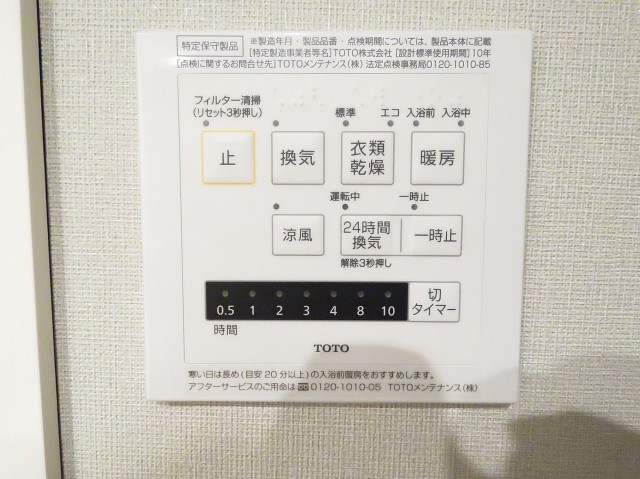 特定保守製品 ※製造年月・製品品番・点検期間については、製品本体に記載
[特定製造事業者等名]TOTO株式会社 [設計標準使用期間]10年
[点検に関するお問合せ先]TOTOメンテナンス(株) 法定点検事務局0120-1010-85
フィルター清掃
(リセット3秒押し)
標準 エコ 入浴前 入浴中
止 換気 衣類 暖房
乾燥
運転中 一時止
涼風 24時間 一時止
換気
解除3秒押し
0.5 1 2 3 4 8 10 切
タイマー
時間
TOTO
寒い日は長め(目安20分以上)の入浴前暖房をおすすめします。
アフターサービスのご用命は 0120-1010-05 TOTOメンテナンス(株)